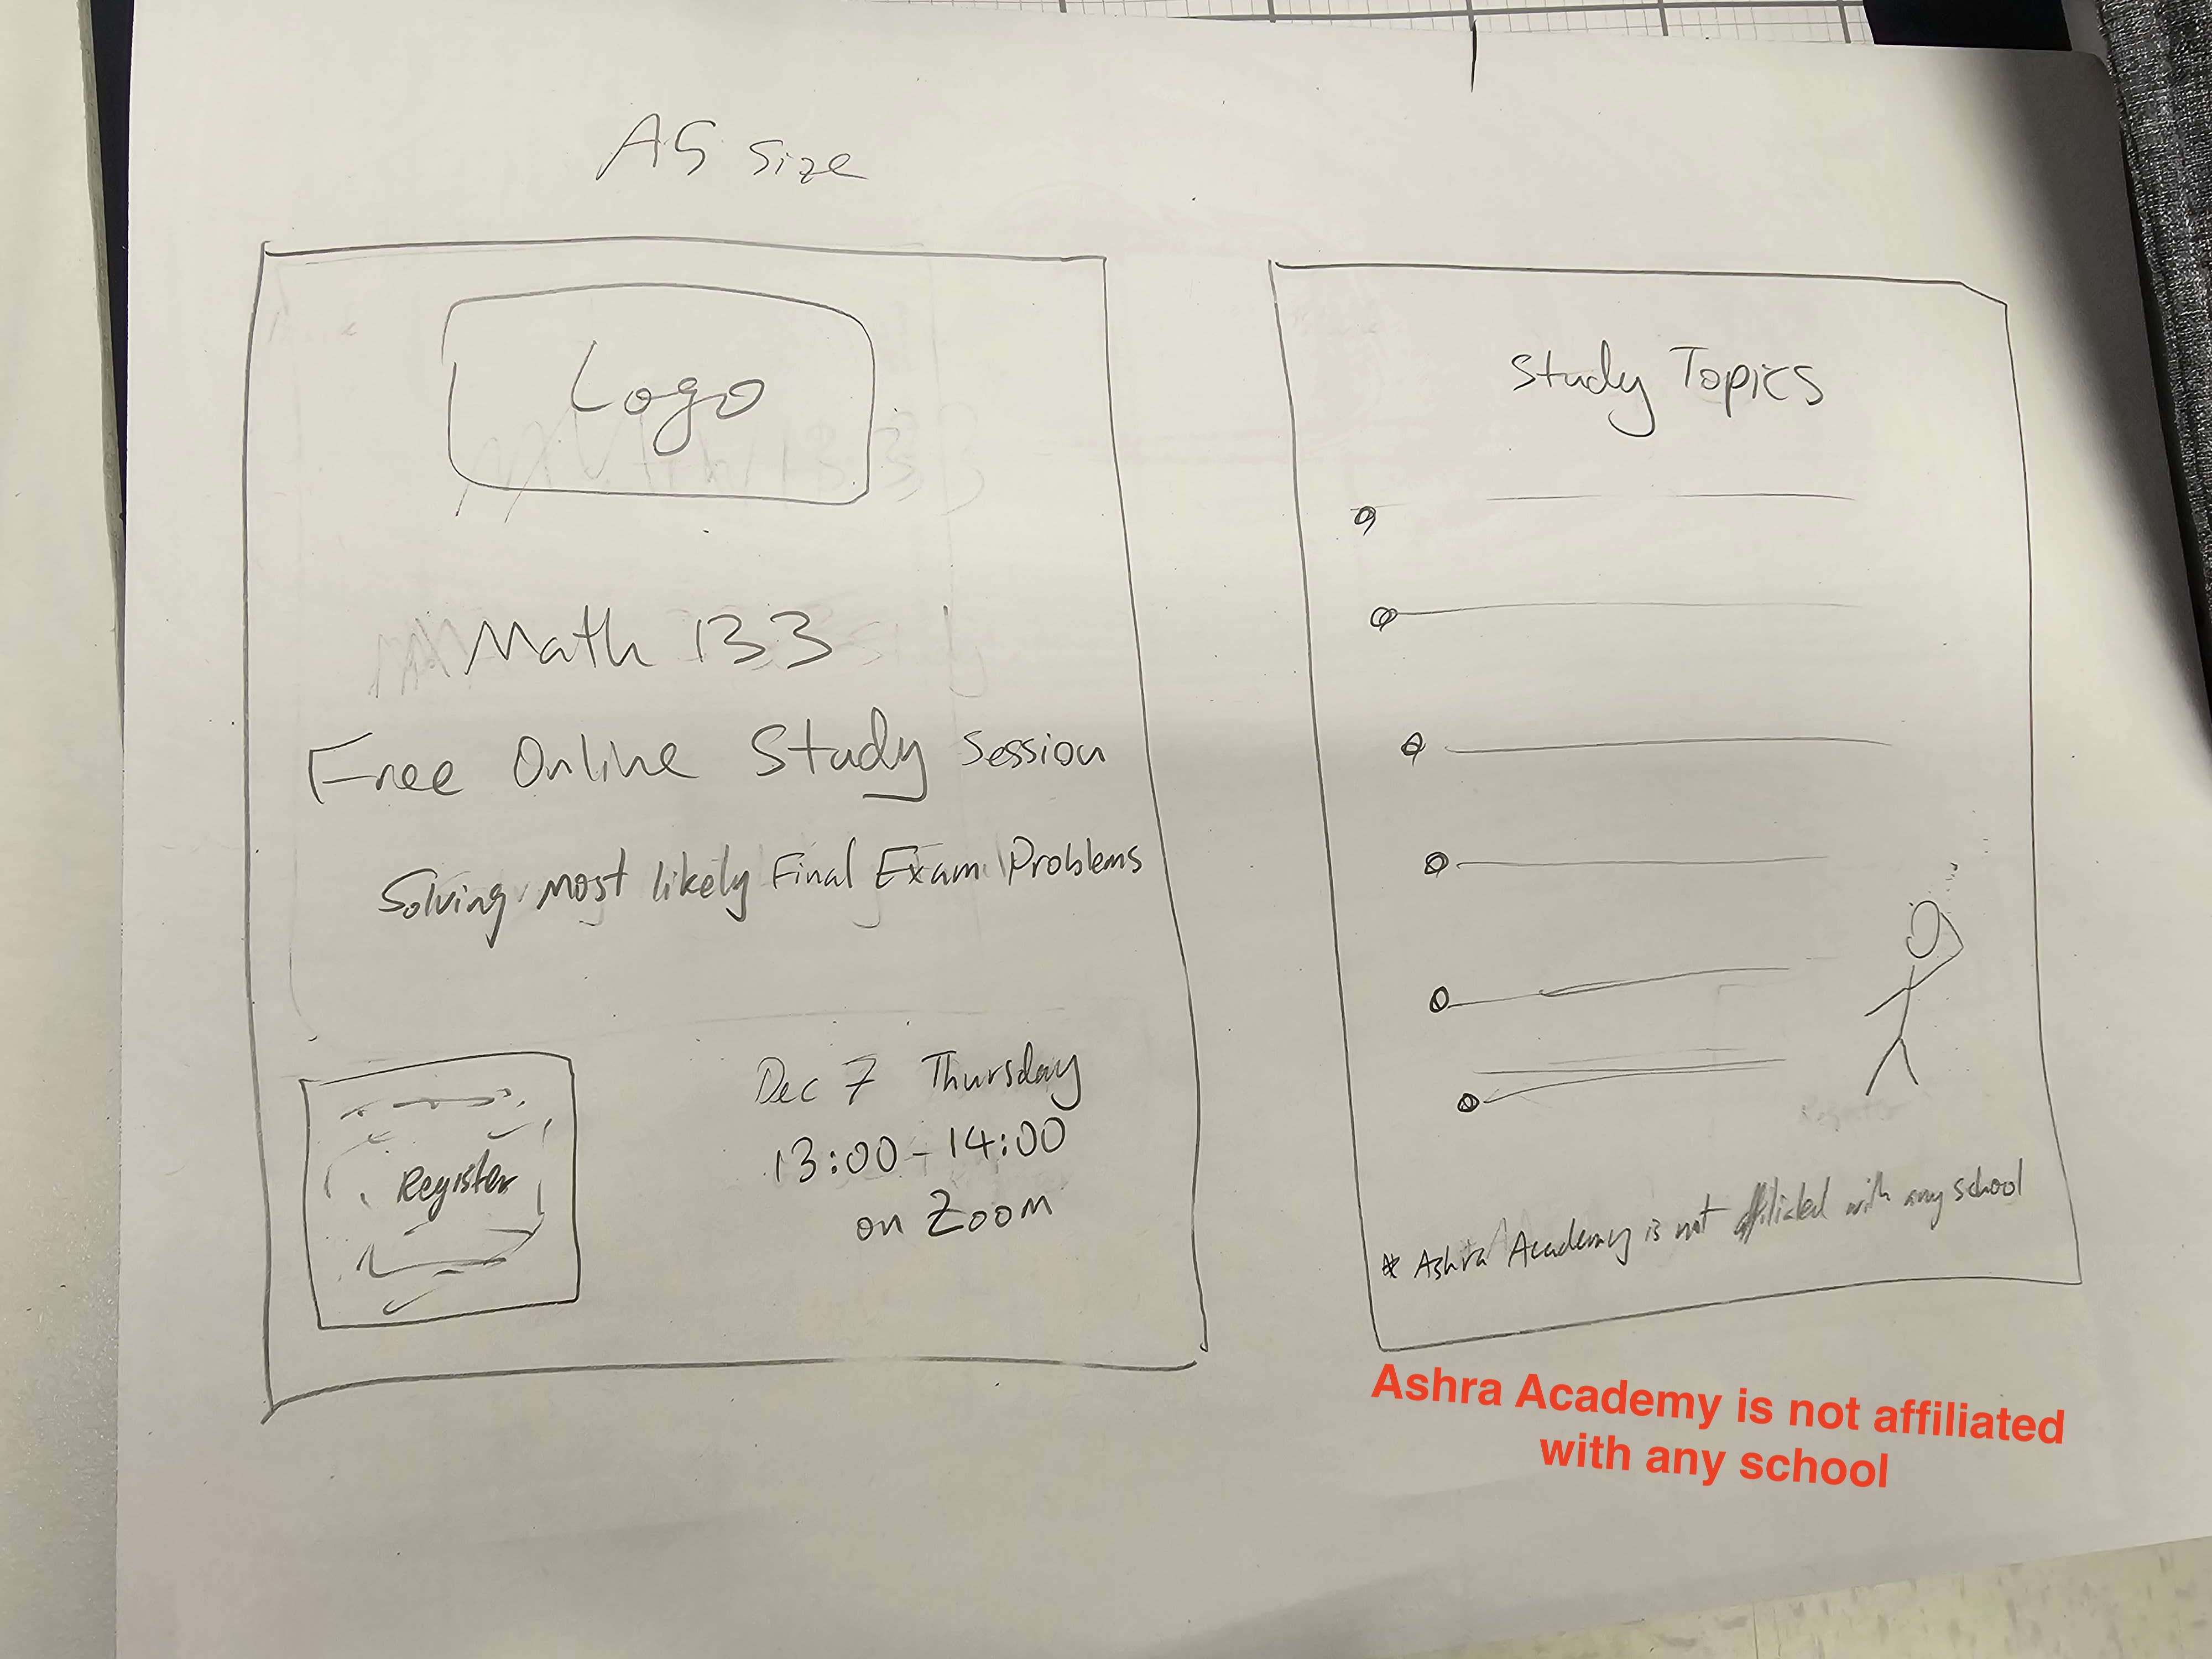 A5 size
Logo
Math 133
Math 133
Free Online Study Session
Solving most likely Final Exam Problems
Register
Dec 7 Thursday
13:00 - 14:00
on Zoom
Study Topics
* Ashra Academy is not affiliated with any school
Ashra Academy is not affiliated
with any school